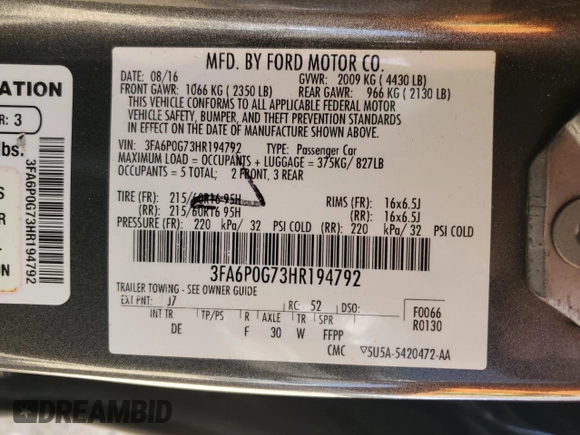 MFD. BY FORD MOTOR CO.
DATE: 08/16 GVWR: 2009 KG ( 4430 LB)
FRONT GAWR: 1066 KG ( 2350 LB) REAR GAWR: 966 KG ( 2130 LB)
THIS VEHICLE CONFORMS TO ALL APPLICABLE FEDERAL MOTOR
VEHICLE SAFETY, BUMPER, AND THEFT PREVENTION STANDARDS
IN EFFECT ON THE DATE OF MANUFACTURE SHOWN ABOVE.
VIN: 3FA6P0G73HR194792 TYPE: Passenger Car
MAXIMUM LOAD = OCCUPANTS + LUGGAGE = 375KG/ 827LB
OCCUPANTS = 5 TOTAL; 2 FRONT, 3 REAR
TIRE (FR): 215/60R16 95H RIMS (FR): 16x6.5J
(RR): 215/60R16 95H (RR): 16x6.5J
PRESSURE (FR): 220 kPa/ 32 PSI COLD (RR): 220 kPa/ 32 PSI COLD
3FA6P0G73HR194792
TRAILER TOWING - SEE OWNER GUIDE
EXT PNT: J7 RC: 52 DSO: F0066
INT TR TP/PS R AXLE TR SPR R0130
DE F 30 W FFPP
CMC ▽5U5A-5420472-AA
ATION
R: 3
lbs.
3FA6P0G73HR194792
ON
DREAMBID